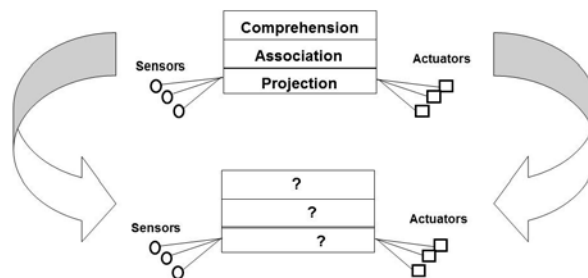 Comprehension
Association
Projection
Sensors
Actuators
?
?
?
Sensors
Actuators